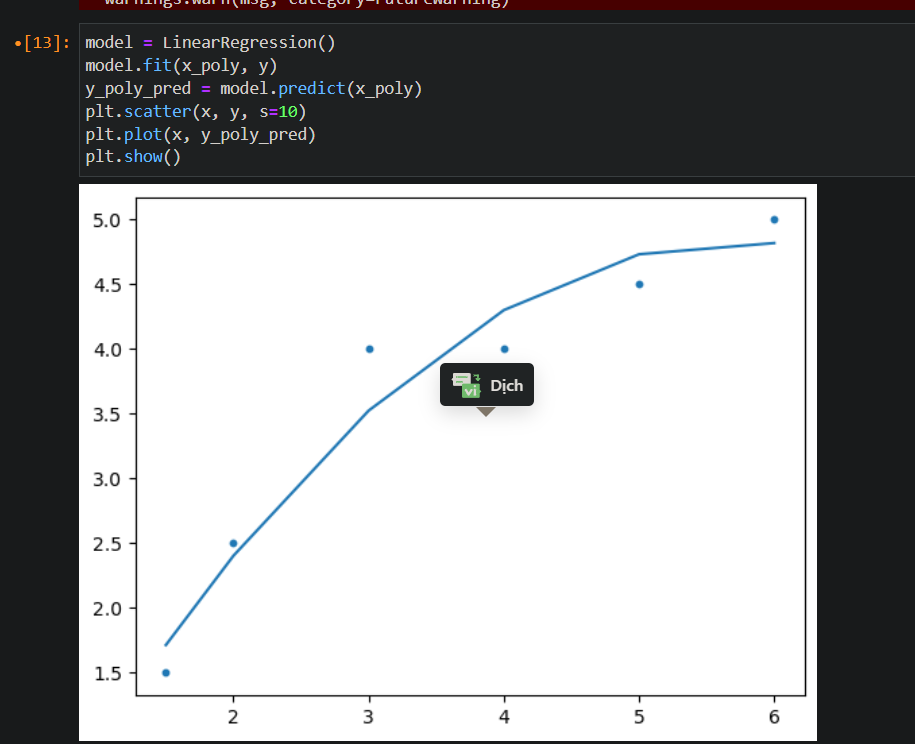 warnings.warn(msg, category=FutureWarning)
•[13]:
model = LinearRegression()
model.fit(x_poly, y)
y_poly_pred = model.predict(x_poly)
plt.scatter(x, y, s=10)
plt.plot(x, y_poly_pred)
plt.show()
5.0
4.5
4.0
vi Dịch
3.5
3.0
2.5
2.0
1.5
2 3 4 5 6